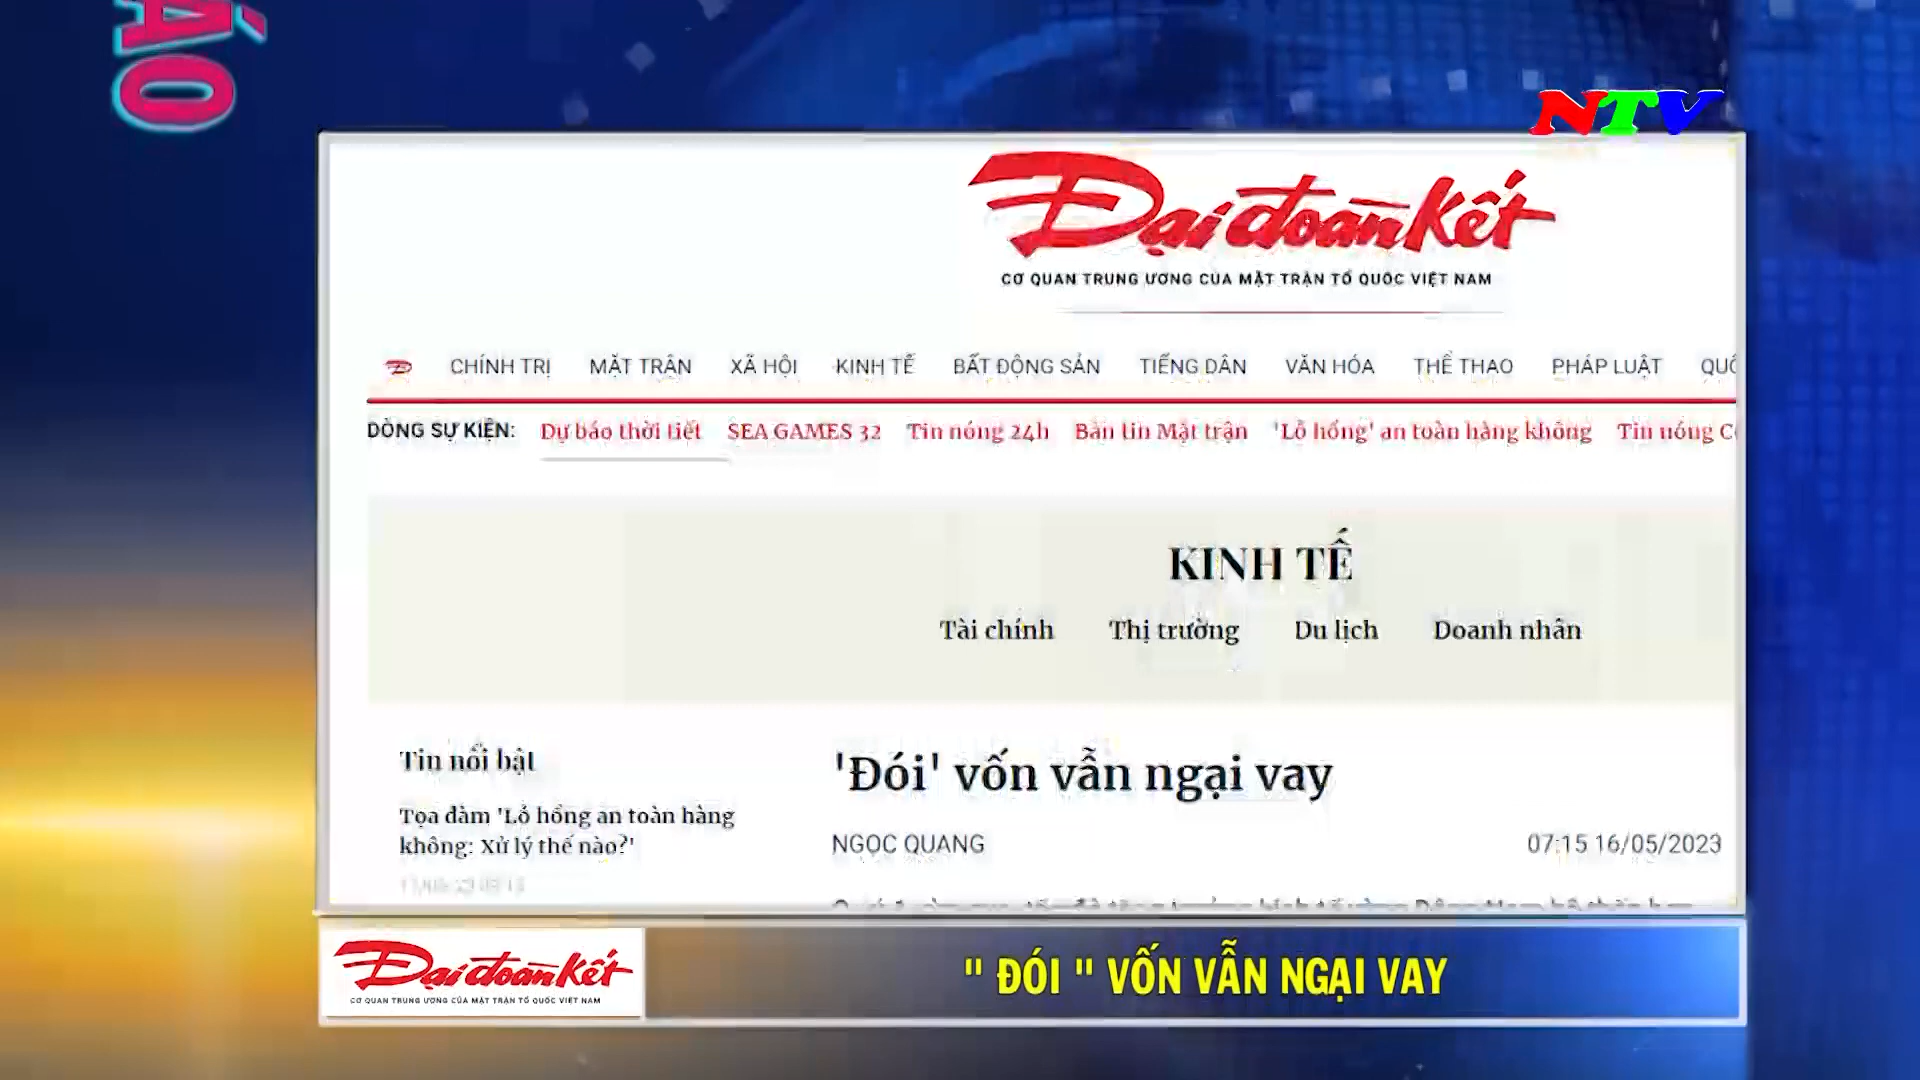 ÁO
NTV
Đại đoàn kết
CƠ QUAN TRUNG ƯƠNG CỦA MẶT TRẬN TỔ QUỐC VIỆT NAM
CHÍNH TRỊ MẶT TRẬN XÃ HỘI KINH TẾ BẤT ĐỘNG SẢN TIẾNG DÂN VĂN HÓA THỂ THAO PHÁP LUẬT QUỐ
DÒNG SỰ KIỆN: Dự báo thời tiết SEA GAMES 32 Tin nóng 24h Bản tin Mặt trận 'Lỗ hổng' an toàn hàng không Tin nóng C
KINH TẾ
Tài chính Thị trường Du lịch Doanh nhân
Tin nổi bật
Tọa đàm 'Lỗ hổng an toàn hàng
không: Xử lý thế nào?'
'Đói' vốn vẫn ngại vay
NGỌC QUANG 07:15 16/05/2023
Đại đoàn kết
CƠ QUAN TRUNG ƯƠNG CỦA MẶT TRẬN TỔ QUỐC VIỆT NAM
" ĐÓI " VỐN VẪN NGẠI VAY